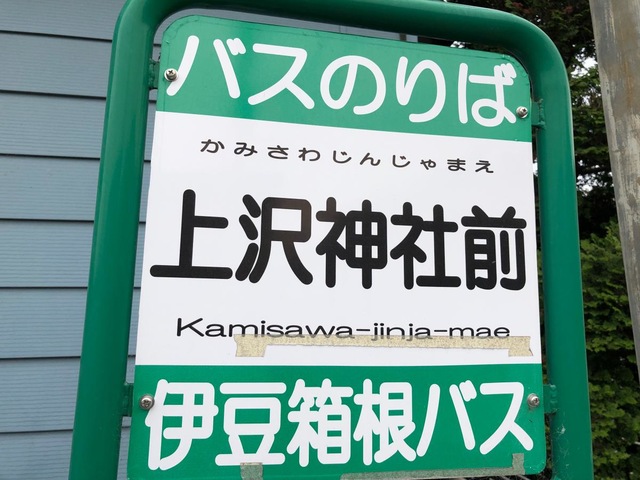 バスのりば
かみさわじんじゃまえ
上沢神社前
Kamisawa-jinja-mae
伊豆箱根バス